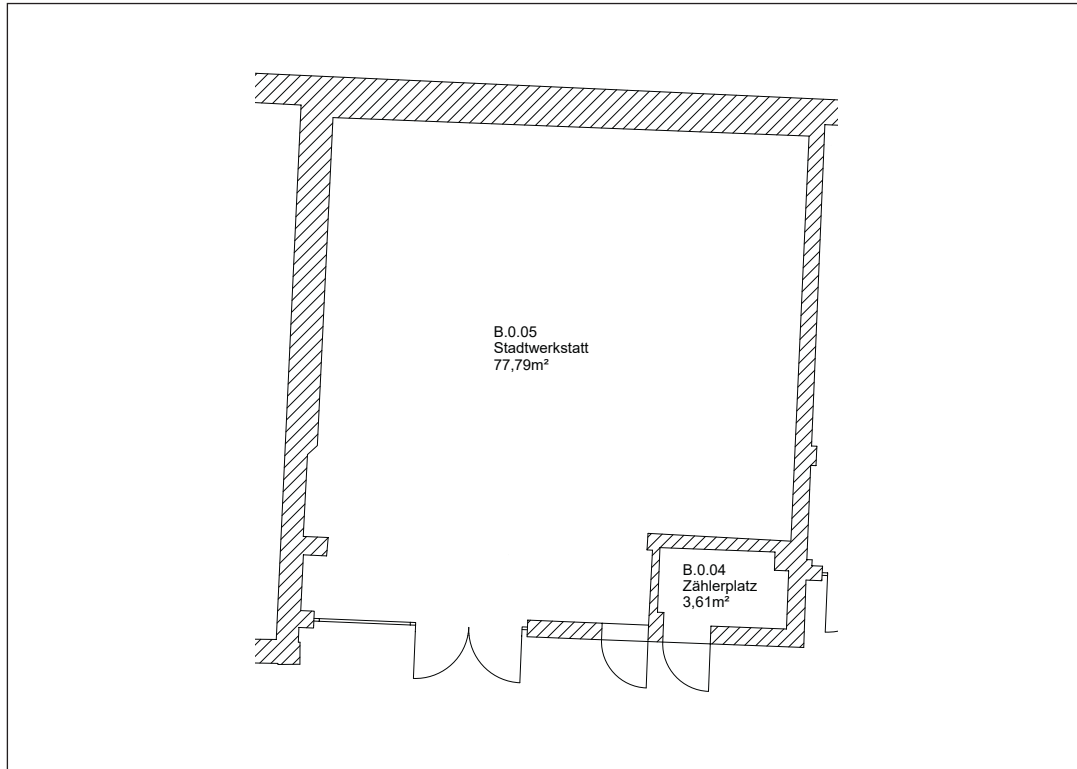 B.0.05
Stadtwerkstatt
77,79m²
B.0.04
Zählerplatz
3,61m²